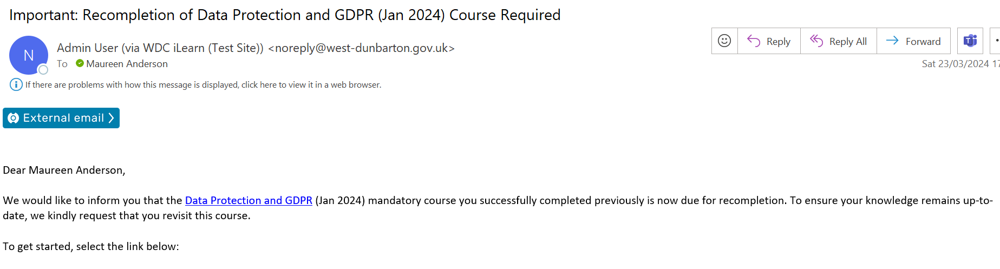 Important: Recompletion of Data Protection and GDPR (Jan 2024) Course Required
N
Admin User (via WDC iLearn (Test Site)) <noreply@west-dunbarton.gov.uk>
To Maureen Anderson
Reply
Reply All
Forward
Sat 23/03/2024 17
If there are problems with how this message is displayed, click here to view it in a web browser.
External email
Dear Maureen Anderson,
We would like to inform you that the Data Protection and GDPR (Jan 2024) mandatory course you successfully completed previously is now due for recompletion. To ensure your knowledge remains up-to-
date, we kindly request that you revisit this course.
To get started, select the link below: